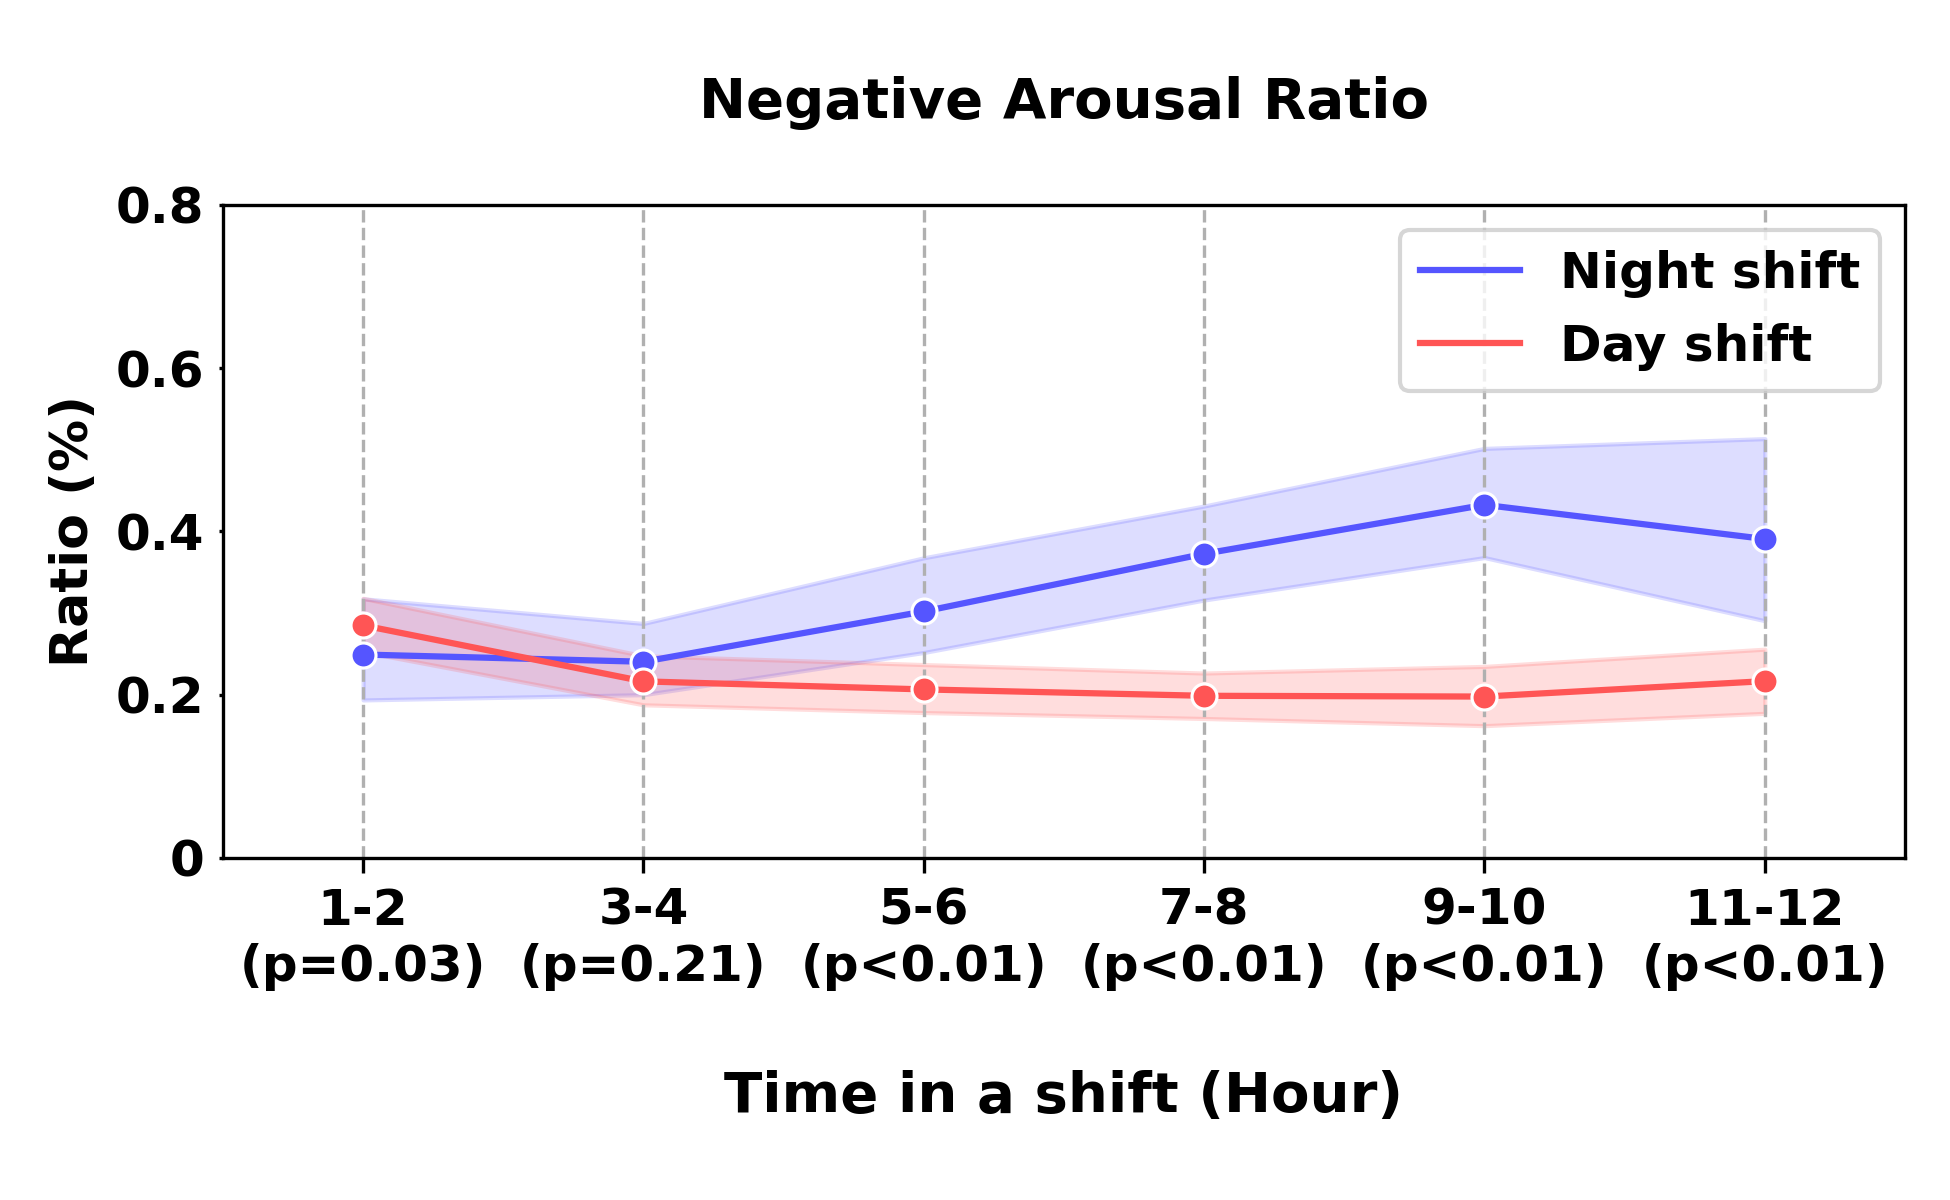 Negative Arousal Ratio
0.8
0.6
0.4
0.2
0
Ratio (%)
Night shift
Day shift
1-2 3-4 5-6 7-8 9-10 11-12
(p=0.03) (p=0.21) (p<0.01) (p<0.01) (p<0.01) (p<0.01)
Time in a shift (Hour)